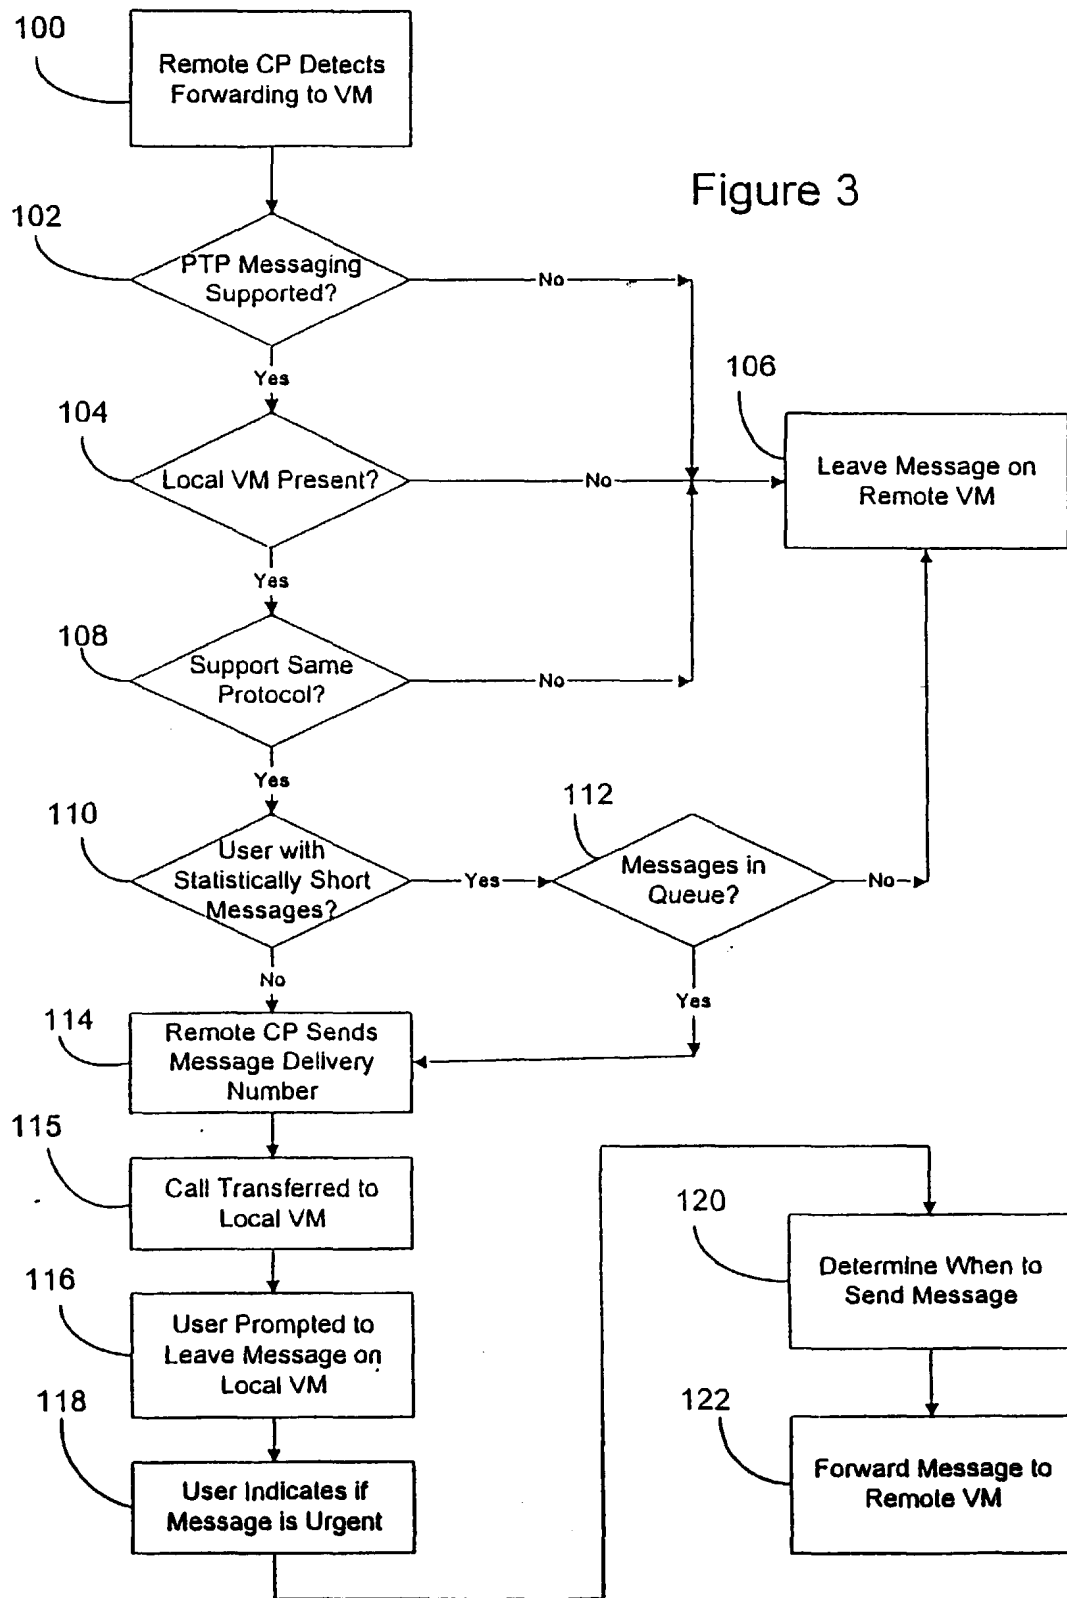 100
Remote CP Detects
Forwarding to VM
Figure 3
102
PTP Messaging
Supported?
No
Yes
104
Local VM Present?
No
106
Leave Message on
Remote VM
Yes
108
Support Same
Protocol?
No
Yes
110
User with
Statistically Short
Messages?
Yes
112
Messages in
Queue?
No
No
Yes
114
Remote CP Sends
Message Delivery
Number
115
Call Transferred to
Local VM
116
User Prompted to
Leave Message on
Local VM
118
User Indicates if
Message is Urgent
120
Determine When to
Send Message
122
Forward Message to
Remote VM